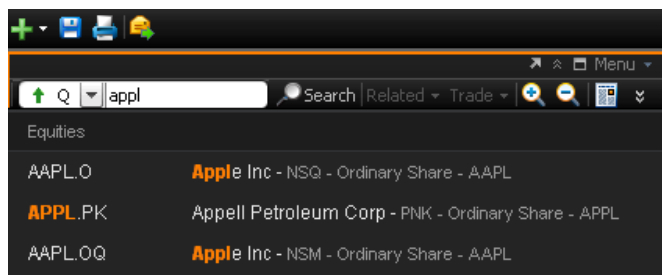 Menu
Q appl Search Related Trade
Equities
AAPL.O Apple Inc - NSQ - Ordinary Share - AAPL
APPL.PK Appell Petroleum Corp - PNK - Ordinary Share - APPL
AAPL.OQ Apple Inc - NSM - Ordinary Share - AAPL